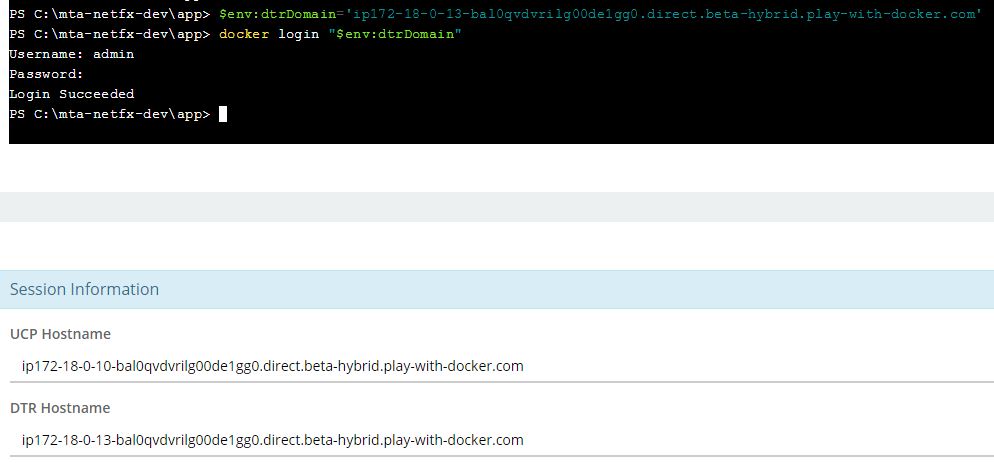 PS C:\mta-netfx-dev\app> $env:dtrDomain='ip172-18-0-13-bal0qvdvrilg00de1gg0.direct.beta-hybrid.play-with-docker.com'
PS C:\mta-netfx-dev\app> docker login "$env:dtrDomain"
Username: admin
Password:
Login Succeeded
PS C:\mta-netfx-dev\app>
Session Information
UCP Hostname
ip172-18-0-10-bal0qvdvrilg00de1gg0.direct.beta-hybrid.play-with-docker.com
DTR Hostname
ip172-18-0-13-bal0qvdvrilg00de1gg0.direct.beta-hybrid.play-with-docker.com